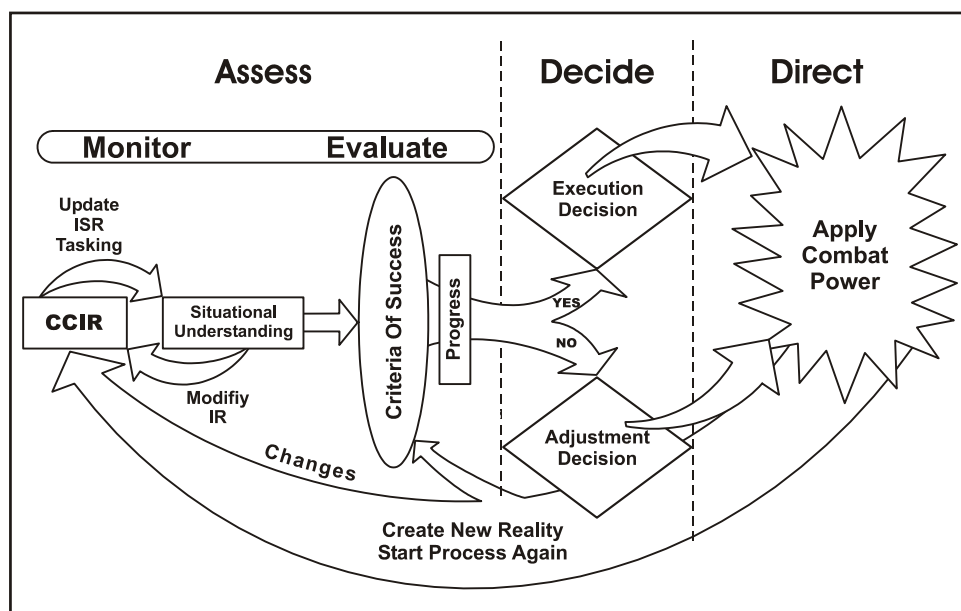 Assess
Decide
Direct
Monitor
Evaluate
Update
ISR
Tasking
CCIR
Situational
Understanding
Modifiy
IR
Criteria Of Success
Progress
YES
NO
Execution
Decision
Adjustment
Decision
Apply
Combat
Power
Changes
Create New Reality
Start Process Again